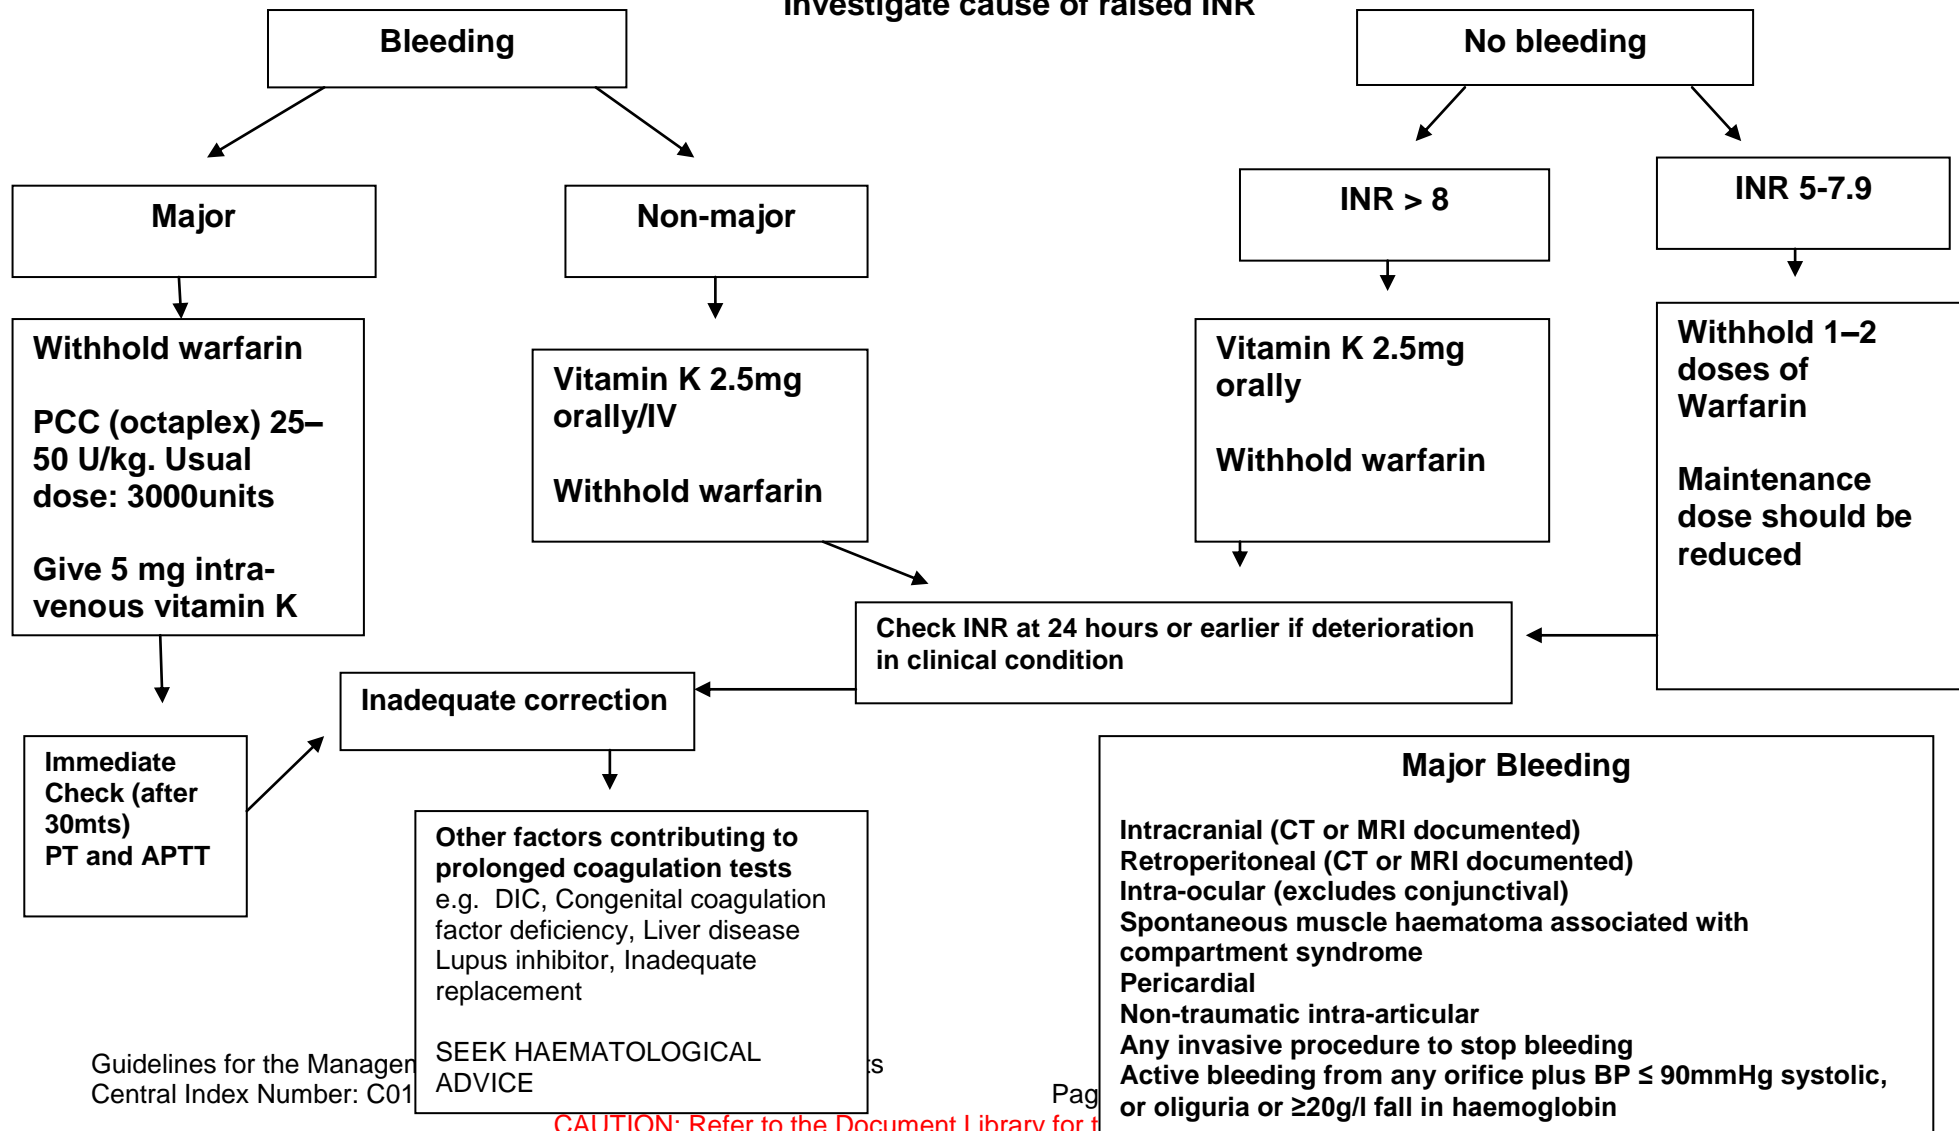 Investigate cause of raised INR
Bleeding
No bleeding
Major
Non-major
INR > 8
INR 5-7.9
Withhold warfarin
PCC (octaplex) 25–
50 U/kg. Usual
dose: 3000units
Give 5 mg intra-
venous vitamin K
Vitamin K 2.5mg
orally/IV
Withhold warfarin
Vitamin K 2.5mg
orally
Withhold warfarin
Withhold 1–2
doses of
Warfarin
Maintenance
dose should be
reduced
Check INR at 24 hours or earlier if deterioration
in clinical condition
Inadequate correction
Immediate
Check (after
30mts)
PT and APTT
Other factors contributing to
prolonged coagulation tests
e.g.  DIC, Congenital coagulation
factor deficiency, Liver disease
Lupus inhibitor, Inadequate
replacement
SEEK HAEMATOLOGICAL
ADVICE
Major Bleeding
Intracranial (CT or MRI documented)
Retroperitoneal (CT or MRI documented)
Intra-ocular (excludes conjunctival)
Spontaneous muscle haematoma associated with
compartment syndrome
Pericardial
Non-traumatic intra-articular
Any invasive procedure to stop bleeding
Active bleeding from any orifice plus BP ≤ 90mmHg systolic,
or oliguria or ≥20g/l fall in haemoglobin
Guidelines for the
Central Index Number: C01
CAUTION: Refer to the Document Library for